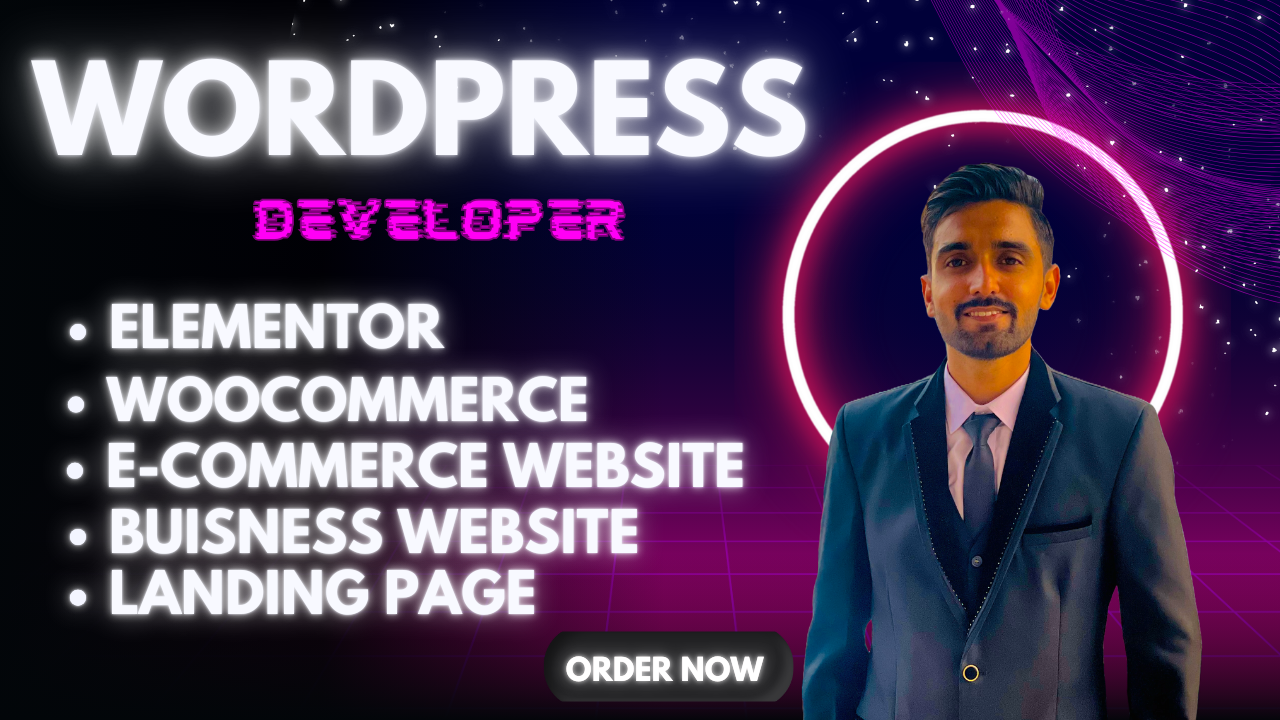 WORDPRESS
DEVELOPER
• ELEMENTOR
• WOOCOMMERCE
• E-COMMERCE WEBSITE
• BUISNESS WEBSITE
• LANDING PAGE
ORDER NOW